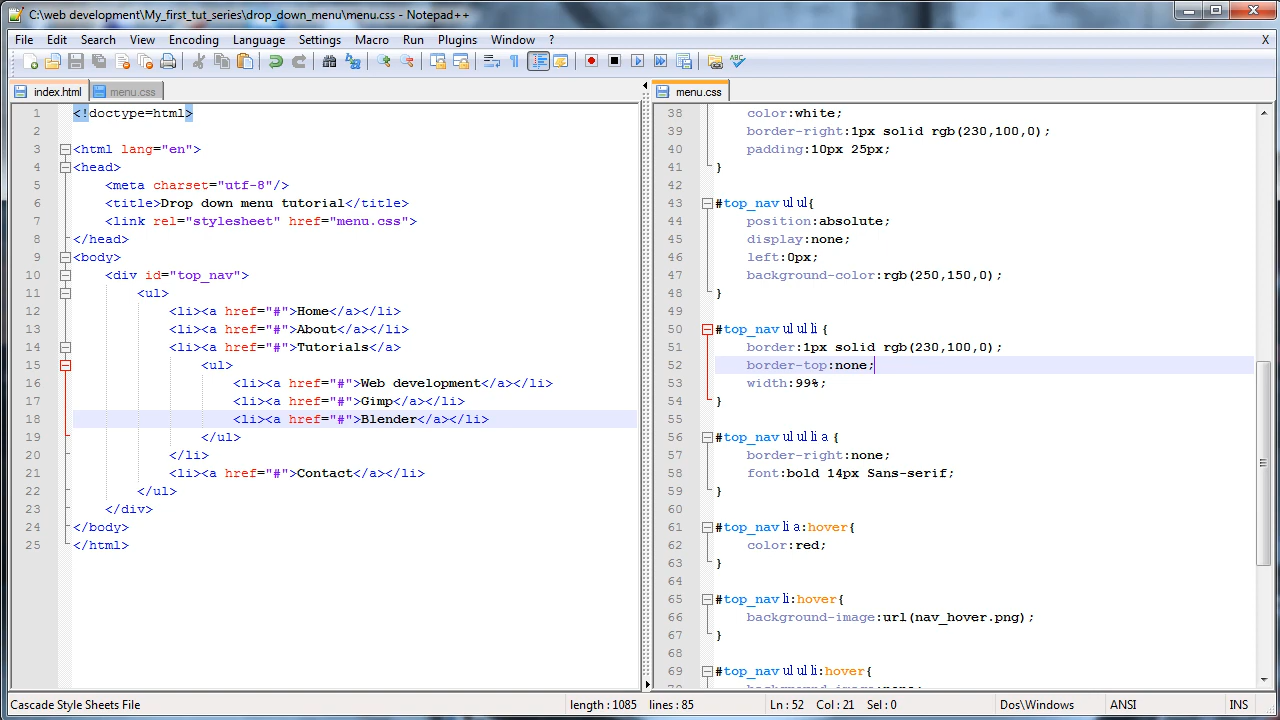 C:\web development\My_first_tut_series\drop_down_menu\menu.css - Notepad++
File Edit Search View Encoding Language Settings Macro Run Plugins Window ? X
index.html menu.css
1 <!doctype=html>
2
3 <html lang="en">
4 <head>
5 <meta charset="utf-8"/>
6 <title>Drop down menu tutorial</title>
7 <link rel="stylesheet" href="menu.css">
8 </head>
9 <body>
10 <div id="top_nav">
11 <ul>
12 <li><a href="#">Home</a></li>
13 <li><a href="#">About</a></li>
14 <li><a href="#">Tutorials</a>
15 <ul>
16 <li><a href="#">Web development</a></li>
17 <li><a href="#">Gimp</a></li>
18 <li><a href="#">Blender</a></li>
19 </ul>
20 </li>
21 <li><a href="#">Contact</a></li>
22 </ul>
23 </div>
24 </body>
25 </html>
menu.css
38 color:white;
39 border-right:1px solid rgb(230,100,0);
40 padding:10px 25px;
41 }
42
43 #top_nav ul ul{
44 position:absolute;
45 display:none;
46 left:0px;
47 background-color:rgb(250,150,0);
48 }
49
50 #top_nav ul ul li {
51 border:1px solid rgb(230,100,0);
52 border-top:none;
53 width:99%;
54 }
55
56 #top_nav ul ul li a {
57 border-right:none;
58 font:bold 14px Sans-serif;
59 }
60
61 #top_nav li a:hover{
62 color:red;
63 }
64
65 #top_nav li:hover{
66 background-image:url(nav_hover.png);
67 }
68
69 #top_nav ul ul li:hover{
Cascade Style Sheets File length : 1085 lines : 85 Ln : 52 Col : 21 Sel : 0 Dos\Windows ANSI INS